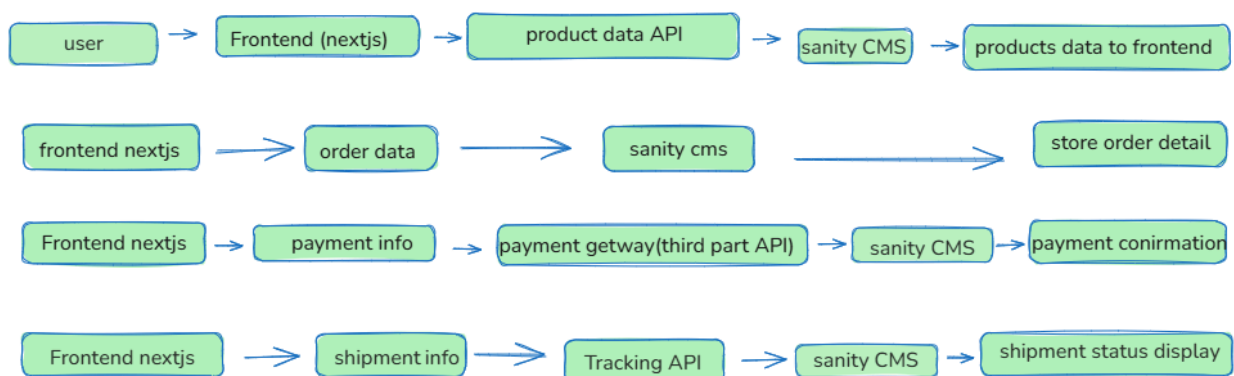 user
Frontend (nextjs)
product data API
sanity CMS
products data to frontend
frontend nextjs
order data
sanity cms
store order detail
Frontend nextjs
payment info
payment getway(third part API)
sanity CMS
payment conirmation
Frontend nextjs
shipment info
Tracking API
sanity CMS
shipment status display